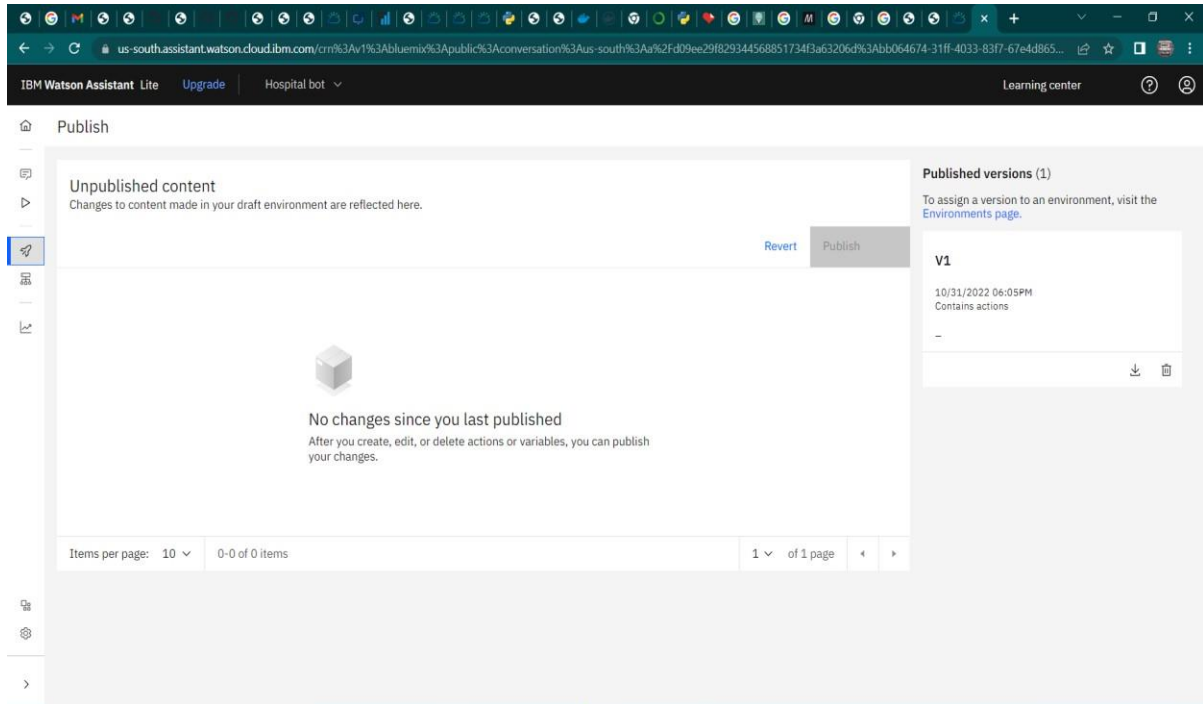 us-south.assistant.watson.cloud.ibm.com/crn%3Av1%3Abluemix%3Apublic%3Aconversation%3Aus-south%3Aa%2Fd09ee29f829344568851734f3a63206d%3Abb064674-31ff-4033-83f7-67e4d865...
IBM Watson Assistant Lite Upgrade Hospital bot Learning center
Publish
Unpublished content
Changes to content made in your draft environment are reflected here.
Revert Publish
No changes since you last published
After you create, edit, or delete actions or variables, you can publish
your changes.
Items per page: 10 0-0 of 0 items 1 of 1 page
Published versions (1)
To assign a version to an environment, visit the
Environments page.
V1
10/31/2022 06:05PM
Contains actions
–